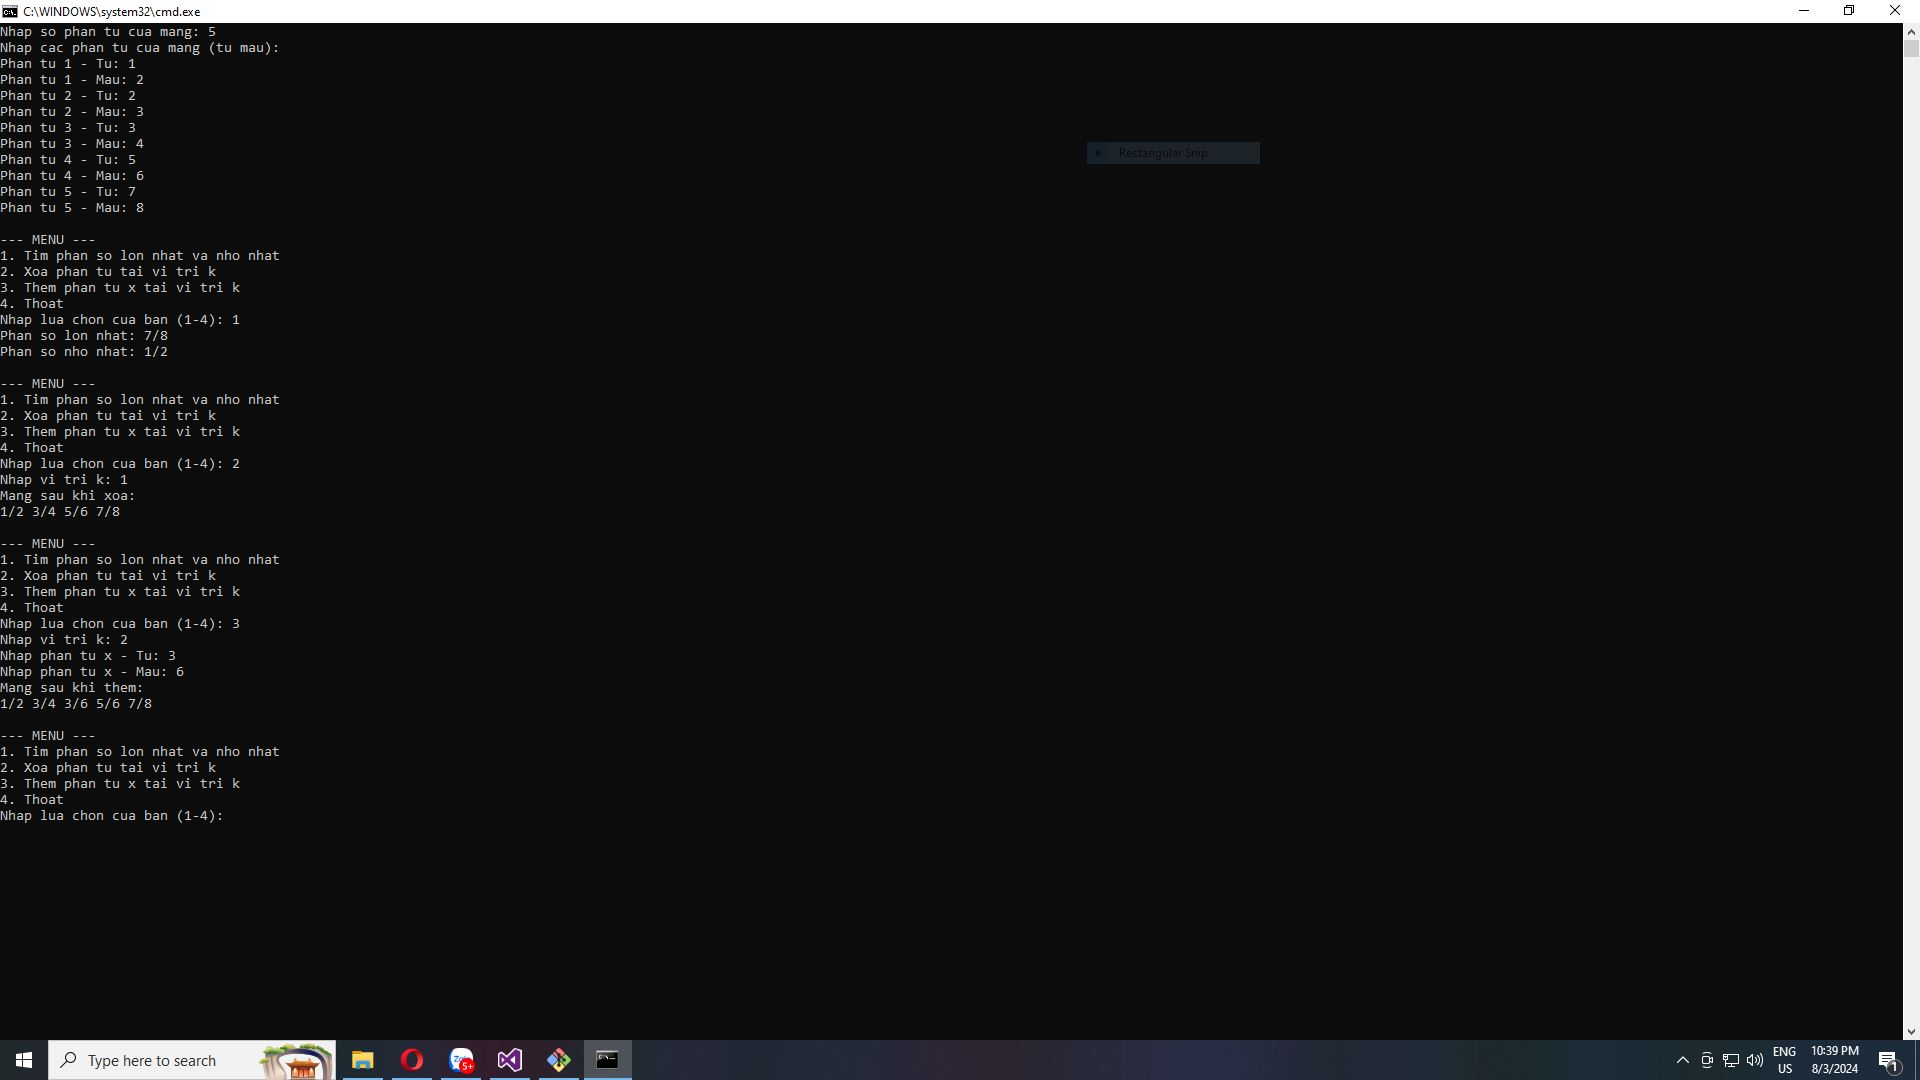 C:\WINDOWS\system32\cmd.exe
Nhap so phan tu cua mang: 5
Nhap cac phan tu cua mang (tu mau):
Phan tu 1 - Tu: 1
Phan tu 1 - Mau: 2
Phan tu 2 - Tu: 2
Phan tu 2 - Mau: 3
Phan tu 3 - Tu: 3
Phan tu 3 - Mau: 4
Phan tu 4 - Tu: 5
Phan tu 4 - Mau: 6
Phan tu 5 - Tu: 7
Phan tu 5 - Mau: 8
Rectangular Snip
--- MENU ---
1. Tim phan so lon nhat va nho nhat
2. Xoa phan tu tai vi tri k
3. Them phan tu x tai vi tri k
4. Thoat
Nhap lua chon cua ban (1-4): 1
Phan so lon nhat: 7/8
Phan so nho nhat: 1/2
--- MENU ---
1. Tim phan so lon nhat va nho nhat
2. Xoa phan tu tai vi tri k
3. Them phan tu x tai vi tri k
4. Thoat
Nhap lua chon cua ban (1-4): 2
Nhap vi tri k: 1
Mang sau khi xoa:
1/2 3/4 5/6 7/8
--- MENU ---
1. Tim phan so lon nhat va nho nhat
2. Xoa phan tu tai vi tri k
3. Them phan tu x tai vi tri k
4. Thoat
Nhap lua chon cua ban (1-4): 3
Nhap vi tri k: 2
Nhap phan tu x - Tu: 3
Nhap phan tu x - Mau: 6
Mang sau khi them:
1/2 3/4 3/6 5/6 7/8
--- MENU ---
1. Tim phan so lon nhat va nho nhat
2. Xoa phan tu tai vi tri k
3. Them phan tu x tai vi tri k
4. Thoat
Nhap lua chon cua ban (1-4):
Type here to search
5+
ENG
US
10:39 PM
8/3/2024
1